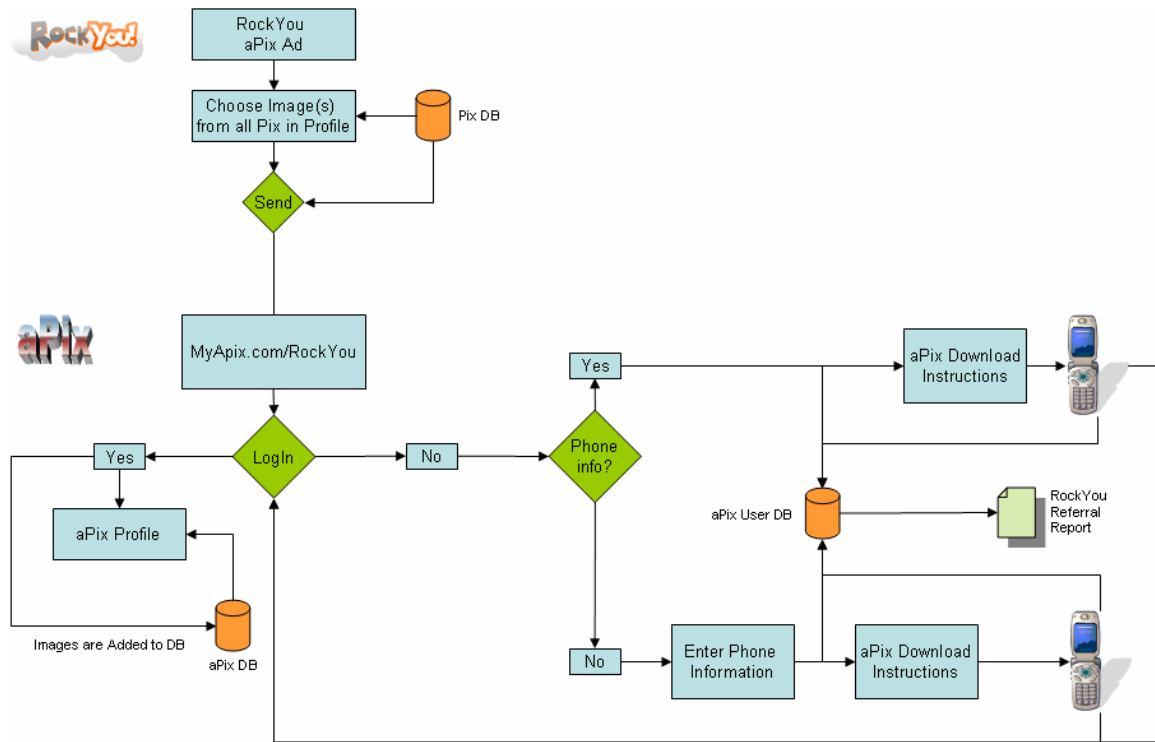 RockYou!
RockYou
aPix Ad
Choose Image(s)
from all Pix in Profile
Pix DB
Send
aPix
MyApix.com/RockYou
Yes
aPix Download
Instructions
Yes
LogIn
No
Phone
info?
aPix Profile
aPix User DB
RockYou
Referral
Report
Images are Added to DB
aPix DB
No
Enter Phone
Information
aPix Download
Instructions